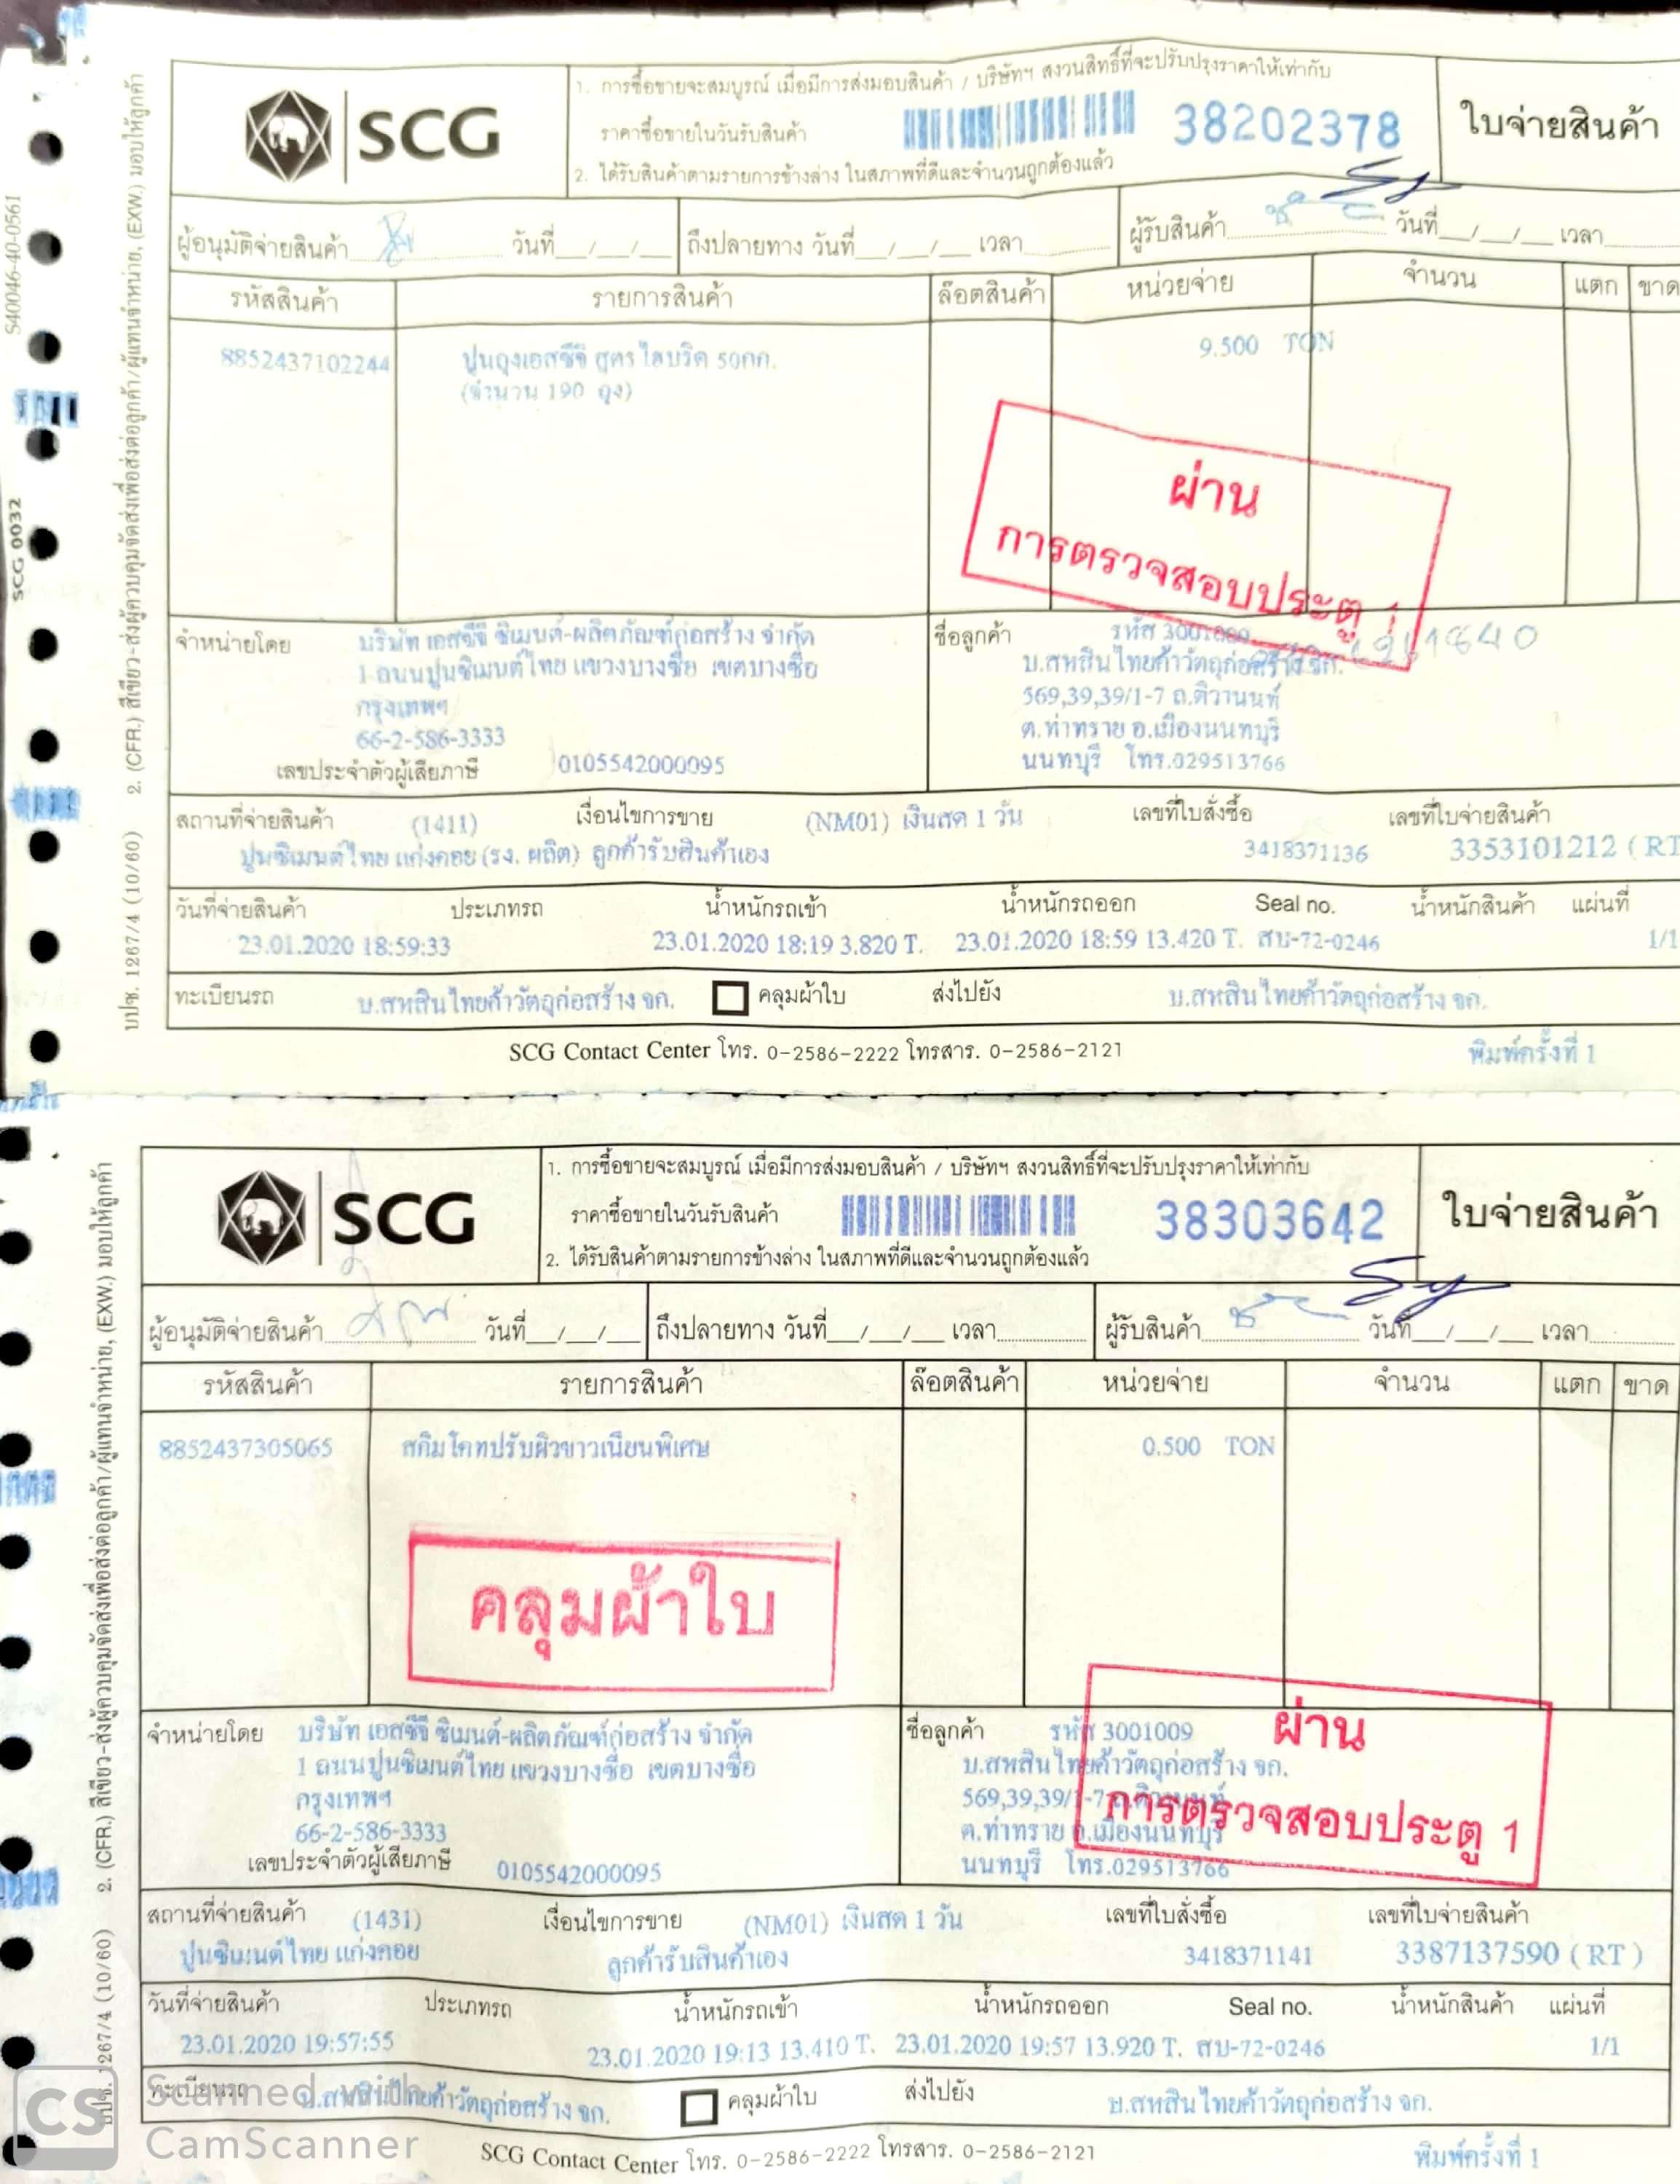 SCG
1. การซื้อขายจะสมบูรณ์ เมื่อมีการส่งมอบสินค้า / บริษัทฯ สงวนสิทธิ์ที่จะปรับปรุงราคาให้เท่ากับ
ราคาซื้อขายในวันรับสินค้า
38202378
2. ได้รับสินค้าตามรายการข้างล่าง ในสภาพที่ดีและจำนวนถูกต้องแล้ว
ใบจ่ายสินค้า
ผู้อนุมัติจ่ายสินค้า วันที่ __/__/__ ถึงปลายทาง วันที่ __/__/__ เวลา ผู้รับสินค้า วันที่ __/__/__ เวลา
รหัสสินค้า รายการสินค้า ล๊อตสินค้า หน่วยจ่าย จำนวน แตก ขาด
8852437102244 ปูนถุงเอสซีจี สูตรไฮบริด 50กก. 9.500 TON
(จำนวน 190 ถุง)
ผ่าน
การตรวจสอบประตู 1
จำหน่ายโดย บริษัท เอสซีจี ซิเมนต์-ผลิตภัณฑ์ก่อสร้าง จำกัด
1 ถนนปูนซิเมนต์ไทย แขวงบางซื่อ เขตบางซื่อ
กรุงเทพฯ
66-2-586-3333
เลขประจำตัวผู้เสียภาษี 0105542000095
ชื่อลูกค้า รหัส 3001009
บ.สหสินไทยค้าวัตถุก่อสร้าง จก.
569,39,39/1-7 ถ.ติวานนท์
ต.ท่าทราย อ.เมืองนนทบุรี
นนทบุรี โทร.029513766
สถานที่จ่ายสินค้า (1411) เงื่อนไขการขาย (NM01) เงินสด 1 วัน เลขที่ใบสั่งซื้อ เลขที่ใบจ่ายสินค้า
ปูนซิเมนต์ไทย แก่งคอย (รง. ผลิต) ลูกค้ารับสินค้าเอง 3418371136 3353101212 ( RT
วันที่จ่ายสินค้า ประเภทรถ น้ำหนักรถเข้า น้ำหนักรถออก Seal no. น้ำหนักสินค้า แผ่นที่
23.01.2020 18:59:33 23.01.2020 18:19 3.820 T. 23.01.2020 18:59 13.420 T. สบ-72-0246 1/1
ทะเบียนรถ บ.สหสินไทยค้าวัตถุก่อสร้าง จก. คลุมผ้าใบ ส่งไปยัง บ.สหสินไทยค้าวัตถุก่อสร้าง จก.
SCG Contact Center โทร. 0-2586-2222 โทรสาร. 0-2586-2121 พิมพ์ครั้งที่ 1
S40046-40-0561
SCG 0032
บปช. 1267/4 (10/60) 2. (CFR.) สีเขียว-ส่งผู้ควบคุมจัดส่งเพื่อส่งต่อลูกค้า/ผู้แทนจำหน่าย, (EXW.) มอบให้ลูกค้า
SCG
1. การซื้อขายจะสมบูรณ์ เมื่อมีการส่งมอบสินค้า / บริษัทฯ สงวนสิทธิ์ที่จะปรับปรุงราคาให้เท่ากับ
ราคาซื้อขายในวันรับสินค้า
38303642
2. ได้รับสินค้าตามรายการข้างล่าง ในสภาพที่ดีและจำนวนถูกต้องแล้ว
ใบจ่ายสินค้า
ผู้อนุมัติจ่ายสินค้า วันที่ __/__/__ ถึงปลายทาง วันที่ __/__/__ เวลา ผู้รับสินค้า วันที่ __/__/__ เวลา
รหัสสินค้า รายการสินค้า ล๊อตสินค้า หน่วยจ่าย จำนวน แตก ขาด
8852437305065 สกิมโคทปรับผิวขาวเนียนพิเศษ 0.500 TON
คลุมผ้าใบ
ผ่าน
การตรวจสอบประตู 1
จำหน่ายโดย บริษัท เอสซีจี ซิเมนต์-ผลิตภัณฑ์ก่อสร้าง จำกัด
1 ถนนปูนซิเมนต์ไทย แขวงบางซื่อ เขตบางซื่อ
กรุงเทพฯ
66-2-586-3333
เลขประจำตัวผู้เสียภาษี 0105542000095
ชื่อลูกค้า รหัส 3001009
บ.สหสินไทยค้าวัตถุก่อสร้าง จก.
569,39,39/1-7 ถ.ติวานนท์
ต.ท่าทราย อ.เมืองนนทบุรี
นนทบุรี โทร.029513766
สถานที่จ่ายสินค้า (1431) เงื่อนไขการขาย (NM01) เงินสด 1 วัน เลขที่ใบสั่งซื้อ เลขที่ใบจ่ายสินค้า
ปูนซิเมนต์ไทย แก่งคอย ลูกค้ารับสินค้าเอง 3418371141 3387137590 ( RT )
วันที่จ่ายสินค้า ประเภทรถ น้ำหนักรถเข้า น้ำหนักรถออก Seal no. น้ำหนักสินค้า แผ่นที่
23.01.2020 19:57:55 23.01.2020 19:13 13.410 T. 23.01.2020 19:57 13.920 T. สบ-72-0246 1/1
ทะเบียนรถ บ.สหสินไทยค้าวัตถุก่อสร้าง จก. คลุมผ้าใบ ส่งไปยัง บ.สหสินไทยค้าวัตถุก่อสร้าง จก.
SCG Contact Center โทร. 0-2586-2222 โทรสาร. 0-2586-2121 พิมพ์ครั้งที่ 1
บปช. 1267/4 (10/60) 2. (CFR.) สีเขียว-ส่งผู้ควบคุมจัดส่งเพื่อส่งต่อลูกค้า/ผู้แทนจำหน่าย, (EXW.) มอบให้ลูกค้า
CS Scanned with
CamScanner